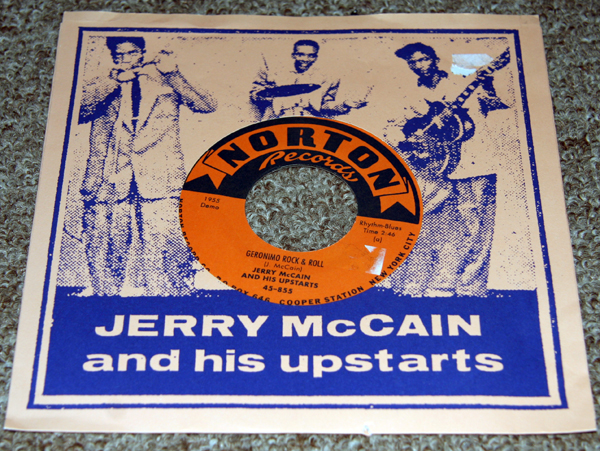 NORTON
Records
1957
Demo
Rhythm-Blues
Time 2:46
(u)
GERONIMO ROCK & ROLL
(J. McCain)
JERRY McCAIN
AND HIS UPSTARTS
45-855
BOX 646, COOPER STATION NEW YORK CITY
JERRY McCAIN
and his upstarts